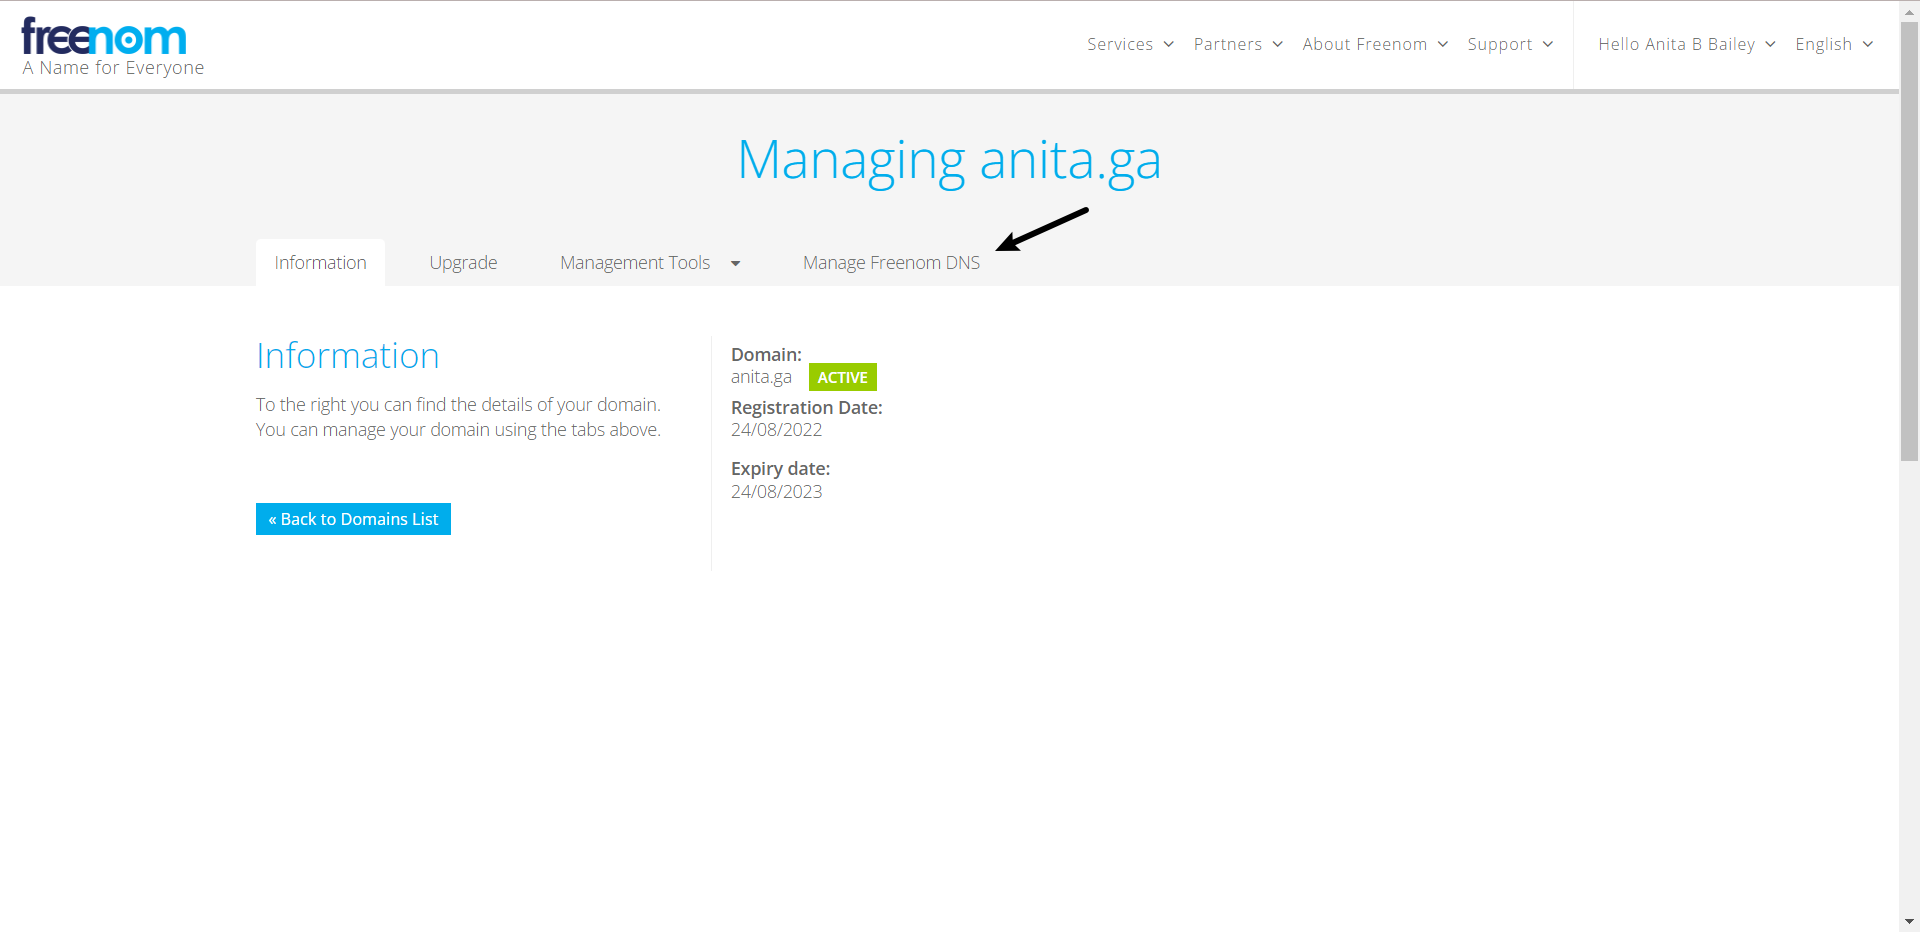 freenom
A Name for Everyone
Services Partners About Freenom Support Hello Anita B Bailey English
Managing anita.ga
Information Upgrade Management Tools Manage Freenom DNS
Information
To the right you can find the details of your domain.
You can manage your domain using the tabs above.
« Back to Domains List
Domain:
anita.ga ACTIVE
Registration Date:
24/08/2022
Expiry date:
24/08/2023